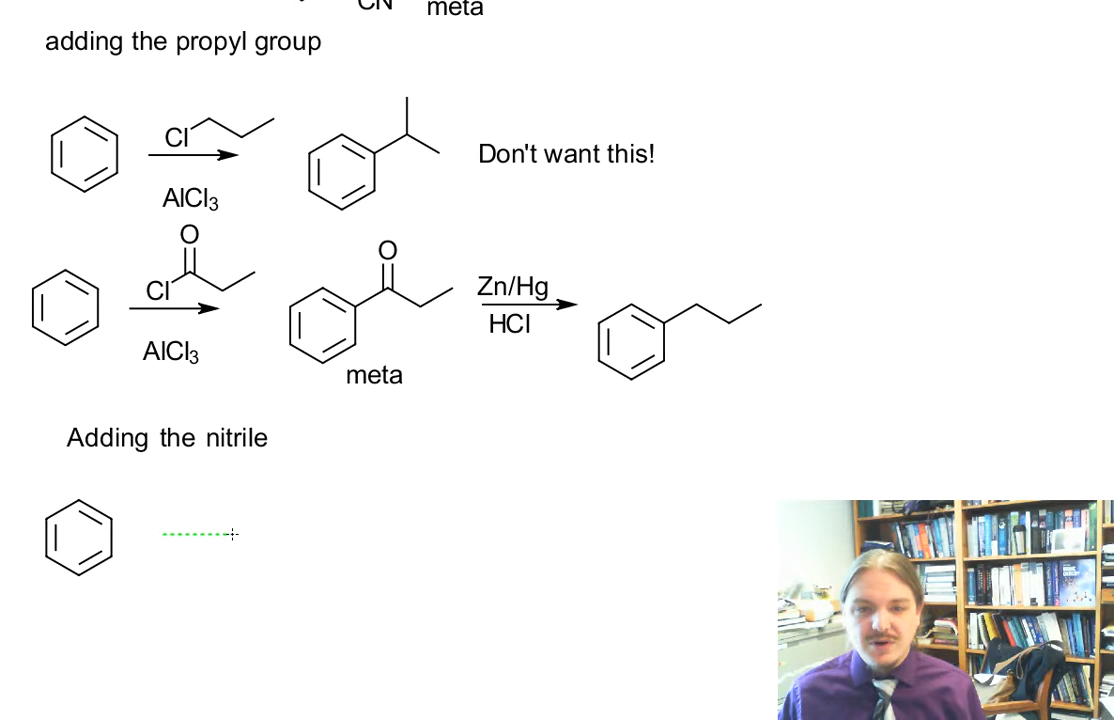 CN meta
adding the propyl group
Cl
AlCl3
Don't want this!
O
Cl
AlCl3
O
meta
Zn/Hg
HCl
Adding the nitrile